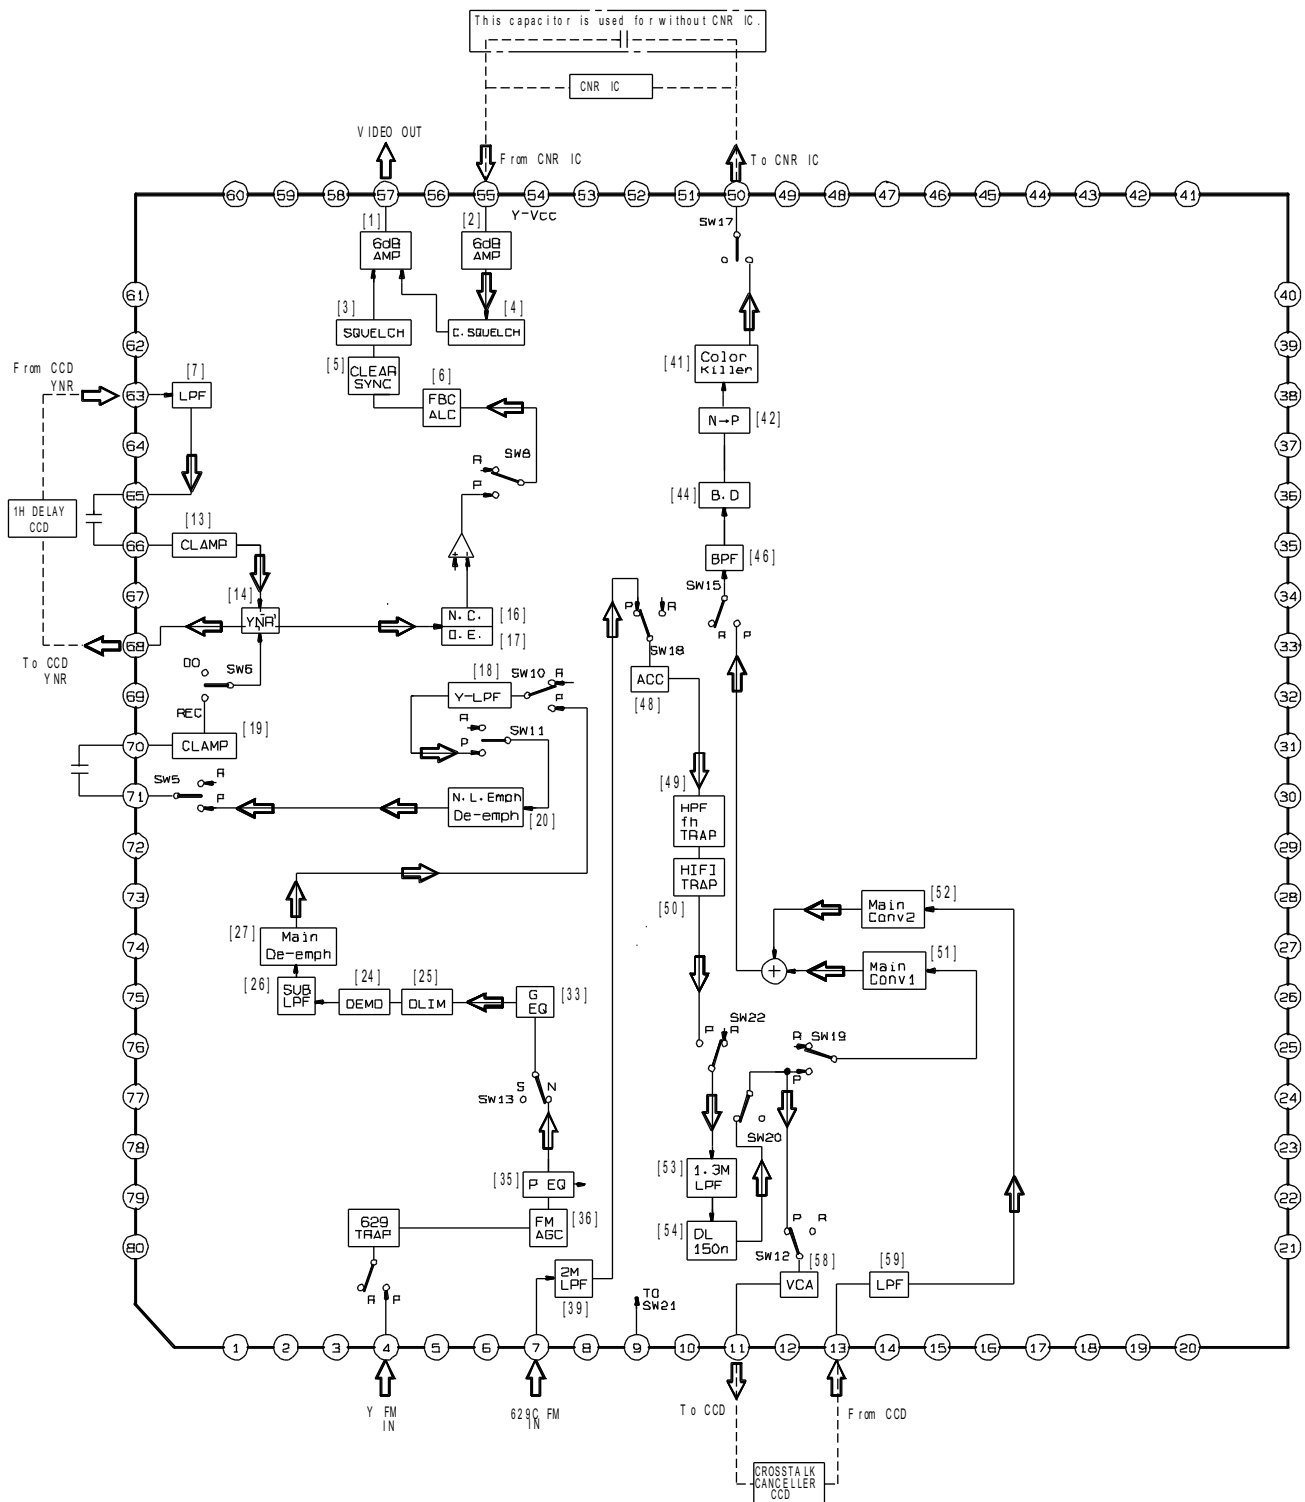 This capacitor is used for without CNR IC.
CNR IC
VIDEO OUT
From CNR IC
To CNR IC
60 59 58 57 56 55 54 53 52 51 50 49 48 47 46 45 44 43 42 41
Y-Vcc
SW17
[1]
6dB
AMP
[2]
6dB
AMP
[3]
SQUELCH
[4]
C.SQUELCH
[5]
CLEAR
SYNC
[6]
FBC
ALC
[41]
Color
Killer
N→P
[42]
61
62
63
64
65
66
67
68
69
70
71
72
73
74
75
76
77
78
79
80
40
39
38
37
36
35
34
33
32
31
30
29
28
27
26
25
24
23
22
21
From CCD
YNR
[7]
LPF
R
P
SW8
[44]
B.D
1H DELAY
CCD
[13]
CLAMP
BPF
[46]
SW15
R P
[14]
YNR
N.C.
[16]
O.E.
[17]
P R
SW18
ACC
[48]
To CCD
YNR
DO
SW6
REC
[19]
CLAMP
[18]
Y-LPF
SW10
R
P
R
P
SW11
SW5
R
P
N.L.Emph
De-emph
[20]
[49]
HPF
fh
TRAP
HIFI
TRAP
[50]
Main
Conv2
[52]
Main
Conv1
[51]
+
[27]
Main
De-emph
[26]
SUB
LPF
[24]
DEMO
[25]
DLIM
G
EQ
[33]
P R
SW22
R
SW19
P
S N
SW13
SW20
[35]
P EQ
[53]
1.3M
LPF
629
TRAP
FM
AGC
[36]
[54]
DL
150n
P R
SW12
[58]
VCA
[59]
LPF
R P
2M
LPF
[39]
TO
SW21
1 2 3 4 5 6 7 8 9 10 11 12 13 14 15 16 17 18 19 20
Y FM
IN
629C FM
IN
To CCD
From CCD
CROSSTALK
CANCELLER
CCD